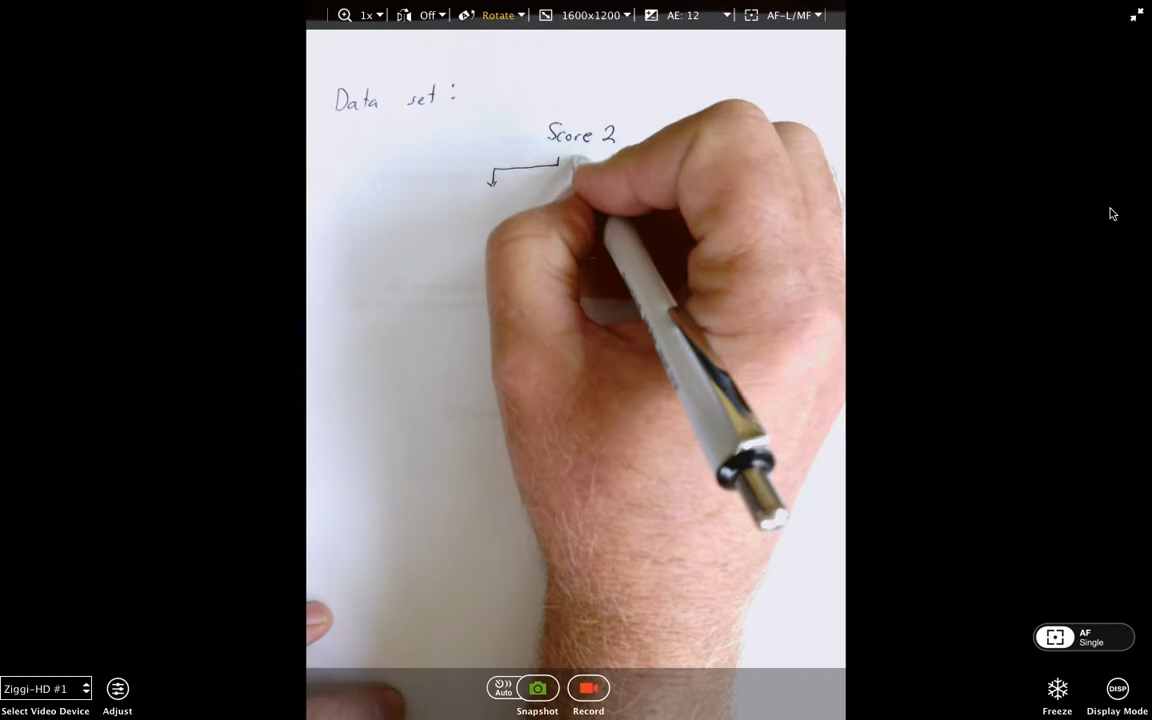 1x Off Rotate 1600x1200 AE: 12 AF-L/MF
Data set:
Score 2
AF
Single
Ziggi-HD #1
Auto
Select Video Device Adjust Snapshot Record Freeze Display Mode
DISP